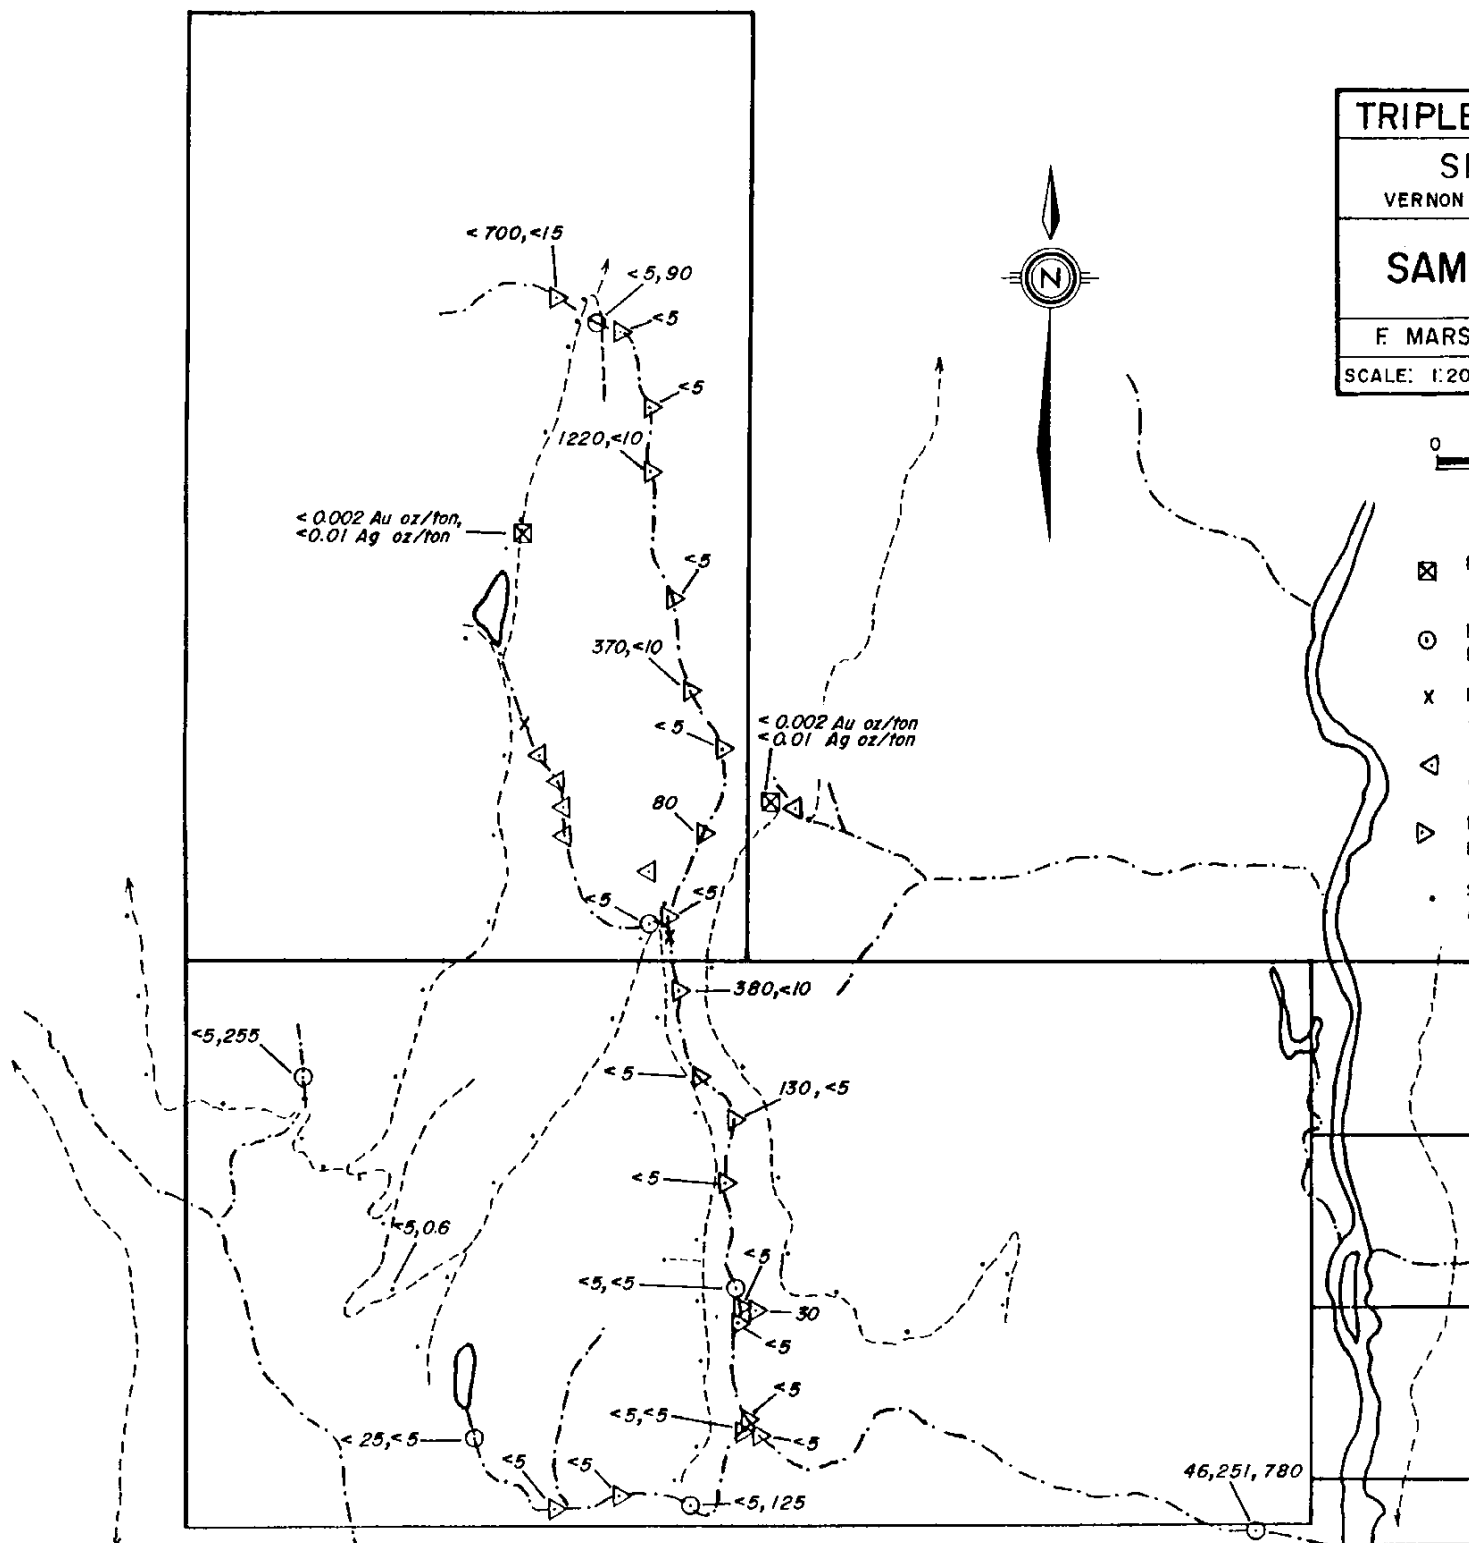 TRIPLE
VERNON
SAM
F. MARS
SCALE: 1:20
0
N
< 700, <15
<5, 90
<5
<5
1220, <10
< 0.002 Au oz/ton,
<0.01 Ag oz/ton
<5
370, <10
<5
< 0.002 Au oz/ton
< 0.01 Ag oz/ton
80
<5
<5
380, <10
<5, 255
<5
130, <5
<5
<5, 0.6
<5
<5, <5
30
<5
<5
<5, <5
<5
< 25, <5
<5
<5
<5, 125
46, 251, 780
x